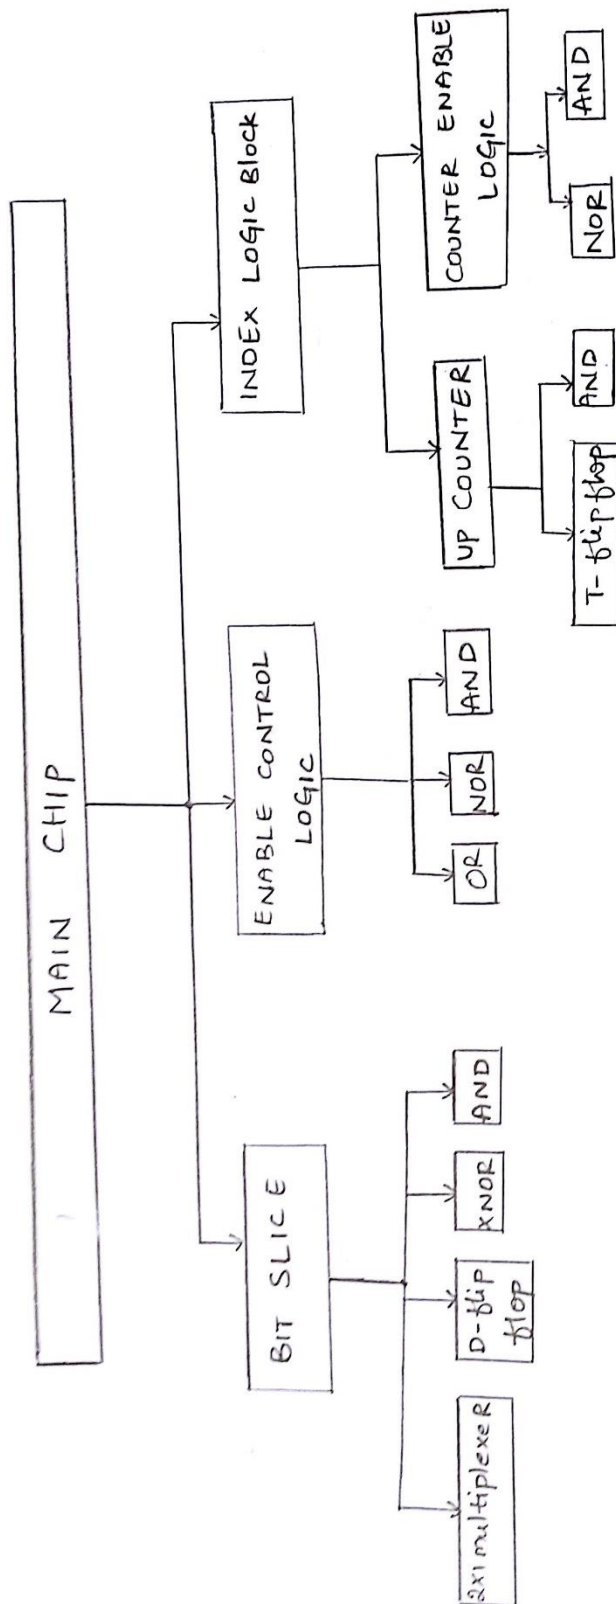 MAIN CHIP
BIT SLICE
ENABLE CONTROL
LOGIC
INDEX LOGIC Block
2x1 multiplexeR
D-flip
flop
XNOR
AND
OR
NOR
AND
UP COUNTER
COUNTER ENABLE
LOGIC
T-flipflop
AND
NOR
AND